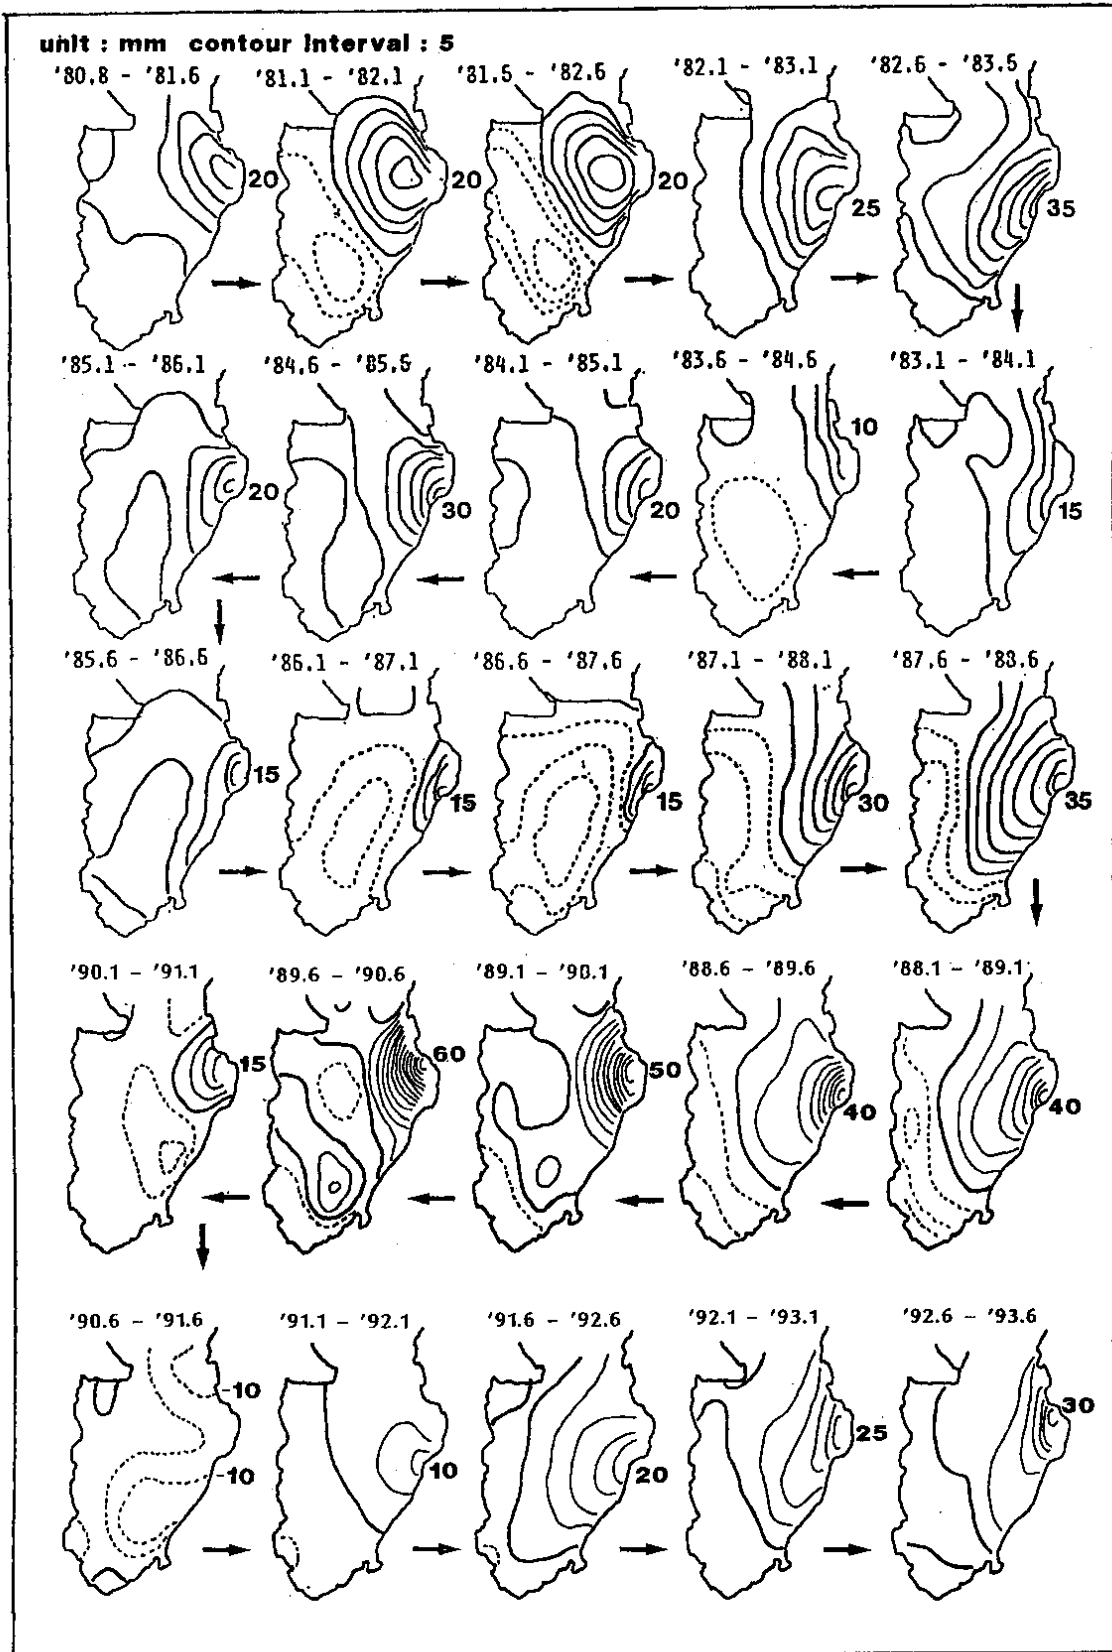 unit : mm contour interval : 5
'80.8 - '81.6 '81.1 - '82.1 '81.6 - '82.6 '82.1 - '83.1 '82.6 - '83.6
20 20 20 25 35
'85.1 - '86.1 '84.6 - '85.6 '84.1 - '85.1 '83.6 - '84.6 '83.1 - '84.1
20 30 20 10 15
'85.6 - '86.6 '86.1 - '87.1 '86.6 - '87.6 '87.1 - '88.1 '87.6 - '88.6
15 15 15 30 35
'90.1 - '91.1 '89.6 - '90.6 '89.1 - '90.1 '88.6 - '89.6 '88.1 - '89.1
15 60 50 40 40
'90.6 - '91.6 '91.1 - '92.1 '91.6 - '92.6 '92.1 - '93.1 '92.6 - '93.6
-10
-10 10 20 25 30